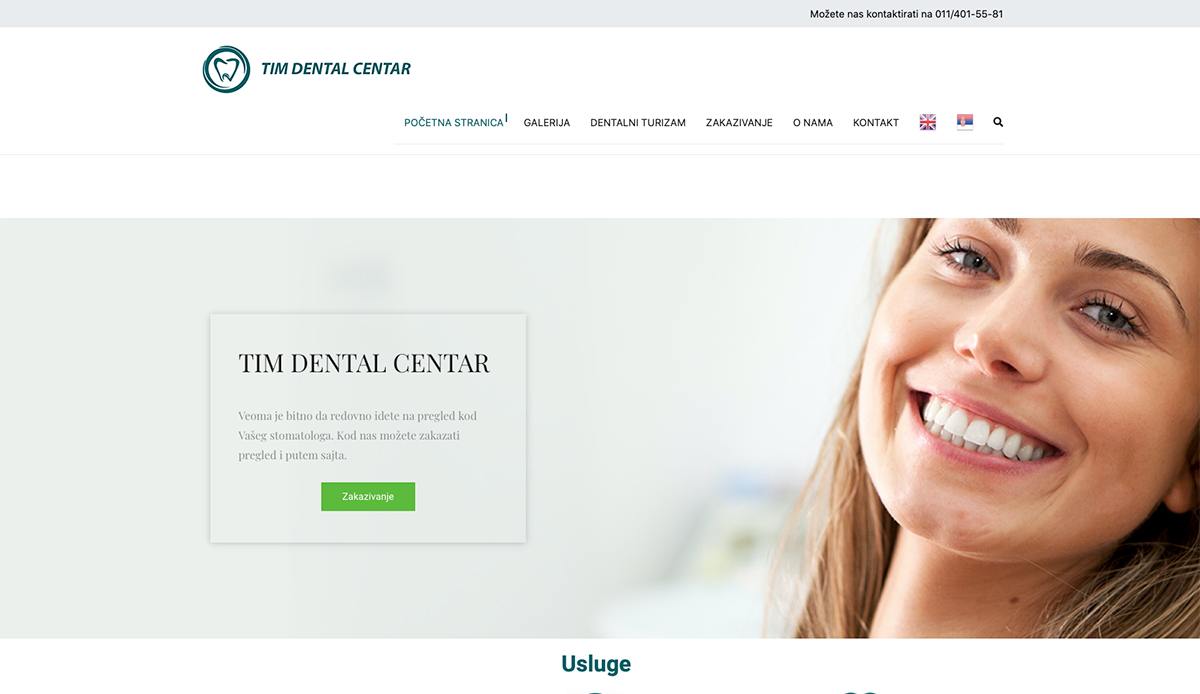 Možete nas kontaktirati na 011/401-55-81
TIM DENTAL CENTAR
POČETNA STRANICA GALERIJA DENTALNI TURIZAM ZAKAZIVANJE O NAMA KONTAKT
TIM DENTAL CENTAR
Veoma je bitno da redovno idete na pregled kod
Vašeg stomatologa. Kod nas možete zakazati
pregled i putem sajta.
Zakazivanje
Usluge